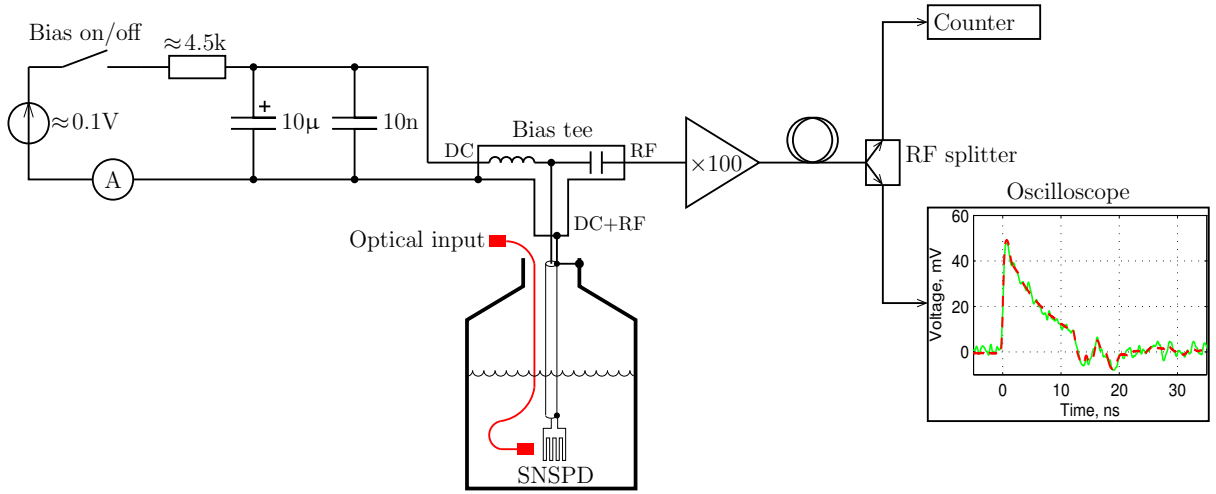 Bias on/off
≈4.5k
≈0.1V
+
10μ
10n
A
Bias tee
DC
RF
DC+RF
×100
Counter
RF splitter
Optical input
SNSPD
Oscilloscope
Voltage, mV
60
40
20
0
0
10
20
30
Time, ns